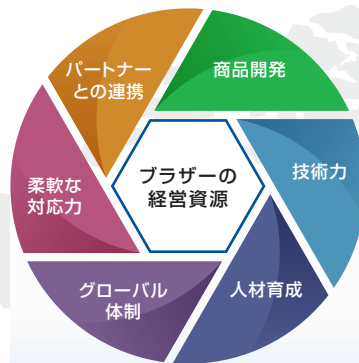 ブラザーの
経営資源
商品開発
技術力
人材育成
グローバル
体制
柔軟な
対応力
パートナー
との連携